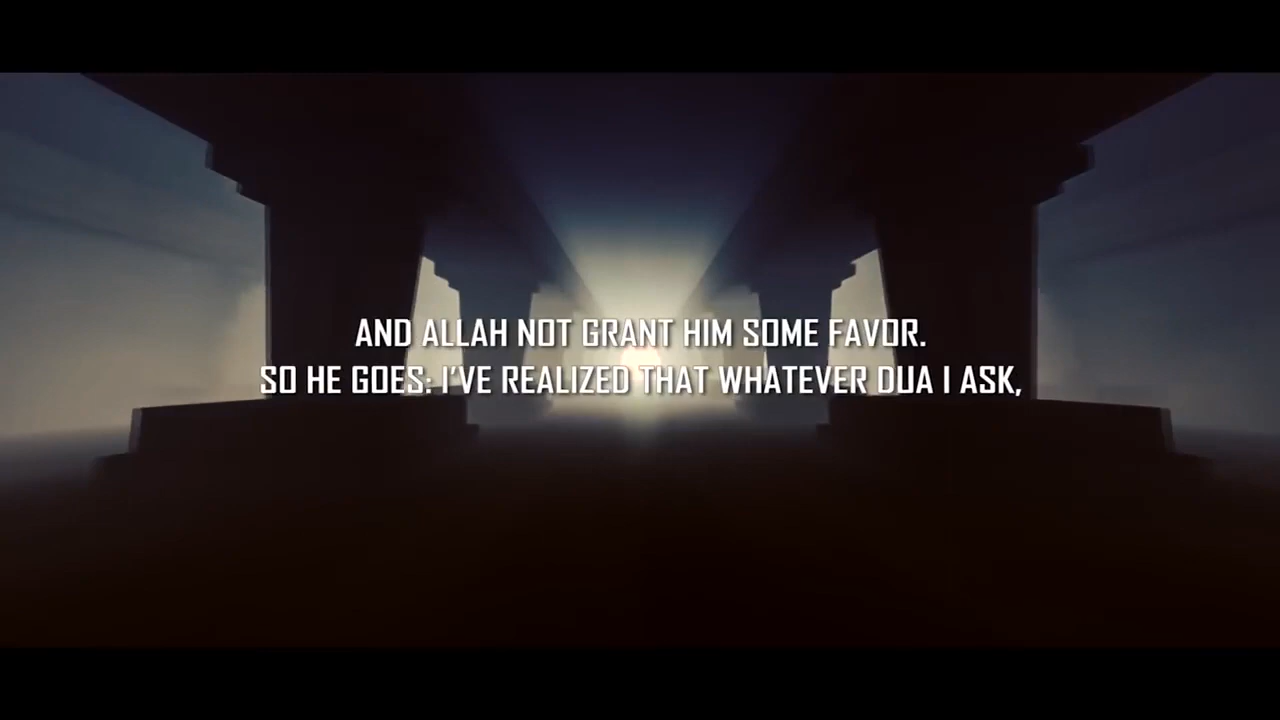 AND ALLAH NOT GRANT HIM SOME FAVOR.
SO HE GOES: I'VE REALIZED THAT WHATEVER DUA I ASK,